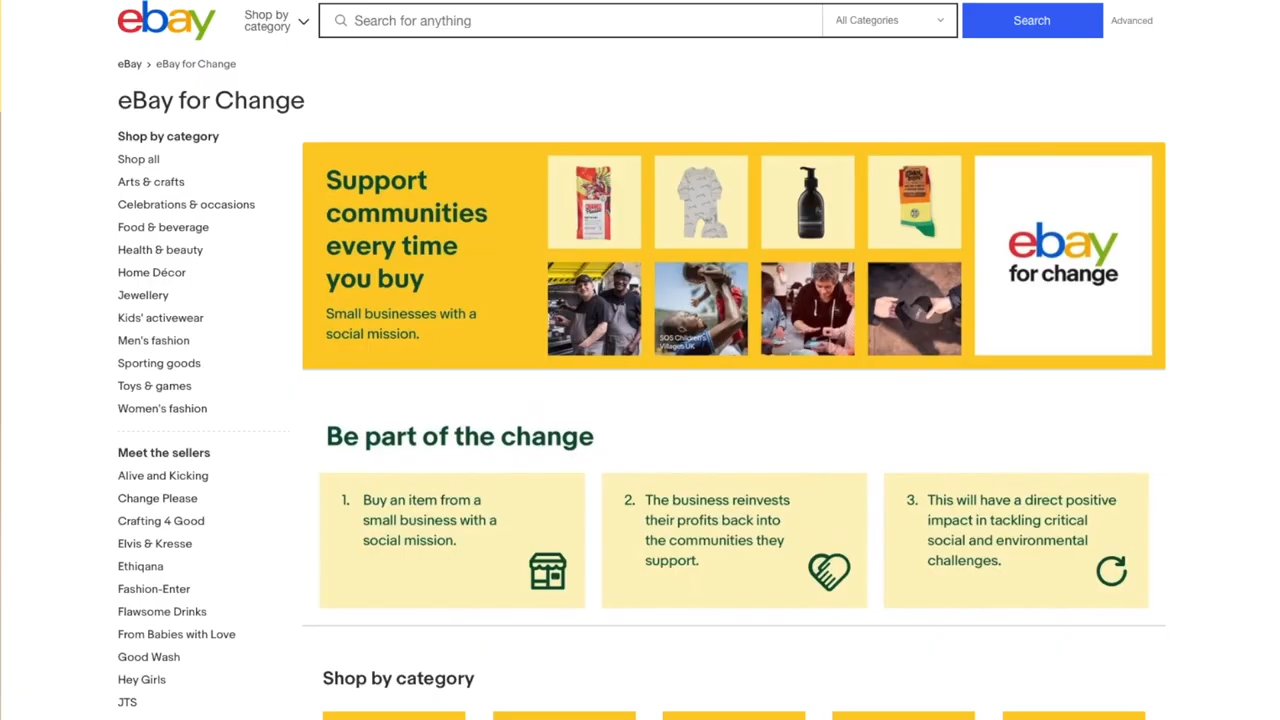 ebay
Shop by
category
Search for anything
All Categories
Search
Advanced
eBay > eBay for Change
eBay for Change
Shop by category
Shop all
Arts & crafts
Celebrations & occasions
Food & beverage
Health & beauty
Home Décor
Jewellery
Kids' activewear
Men's fashion
Sporting goods
Toys & games
Women's fashion
Meet the sellers
Alive and Kicking
Change Please
Crafting 4 Good
Elvis & Kresse
Ethiqana
Fashion-Enter
Flawsome Drinks
From Babies with Love
Good Wash
Hey Girls
JTS
Support
communities
every time
you buy
Small businesses with a
social mission.
SOS Children's
Villages UK
ebay
for change
Be part of the change
1. Buy an item from a
small business with a
social mission.
2. The business reinvests
their profits back into
the communities they
support.
3. This will have a direct positive
impact in tackling critical
social and environmental
challenges.
Shop by category